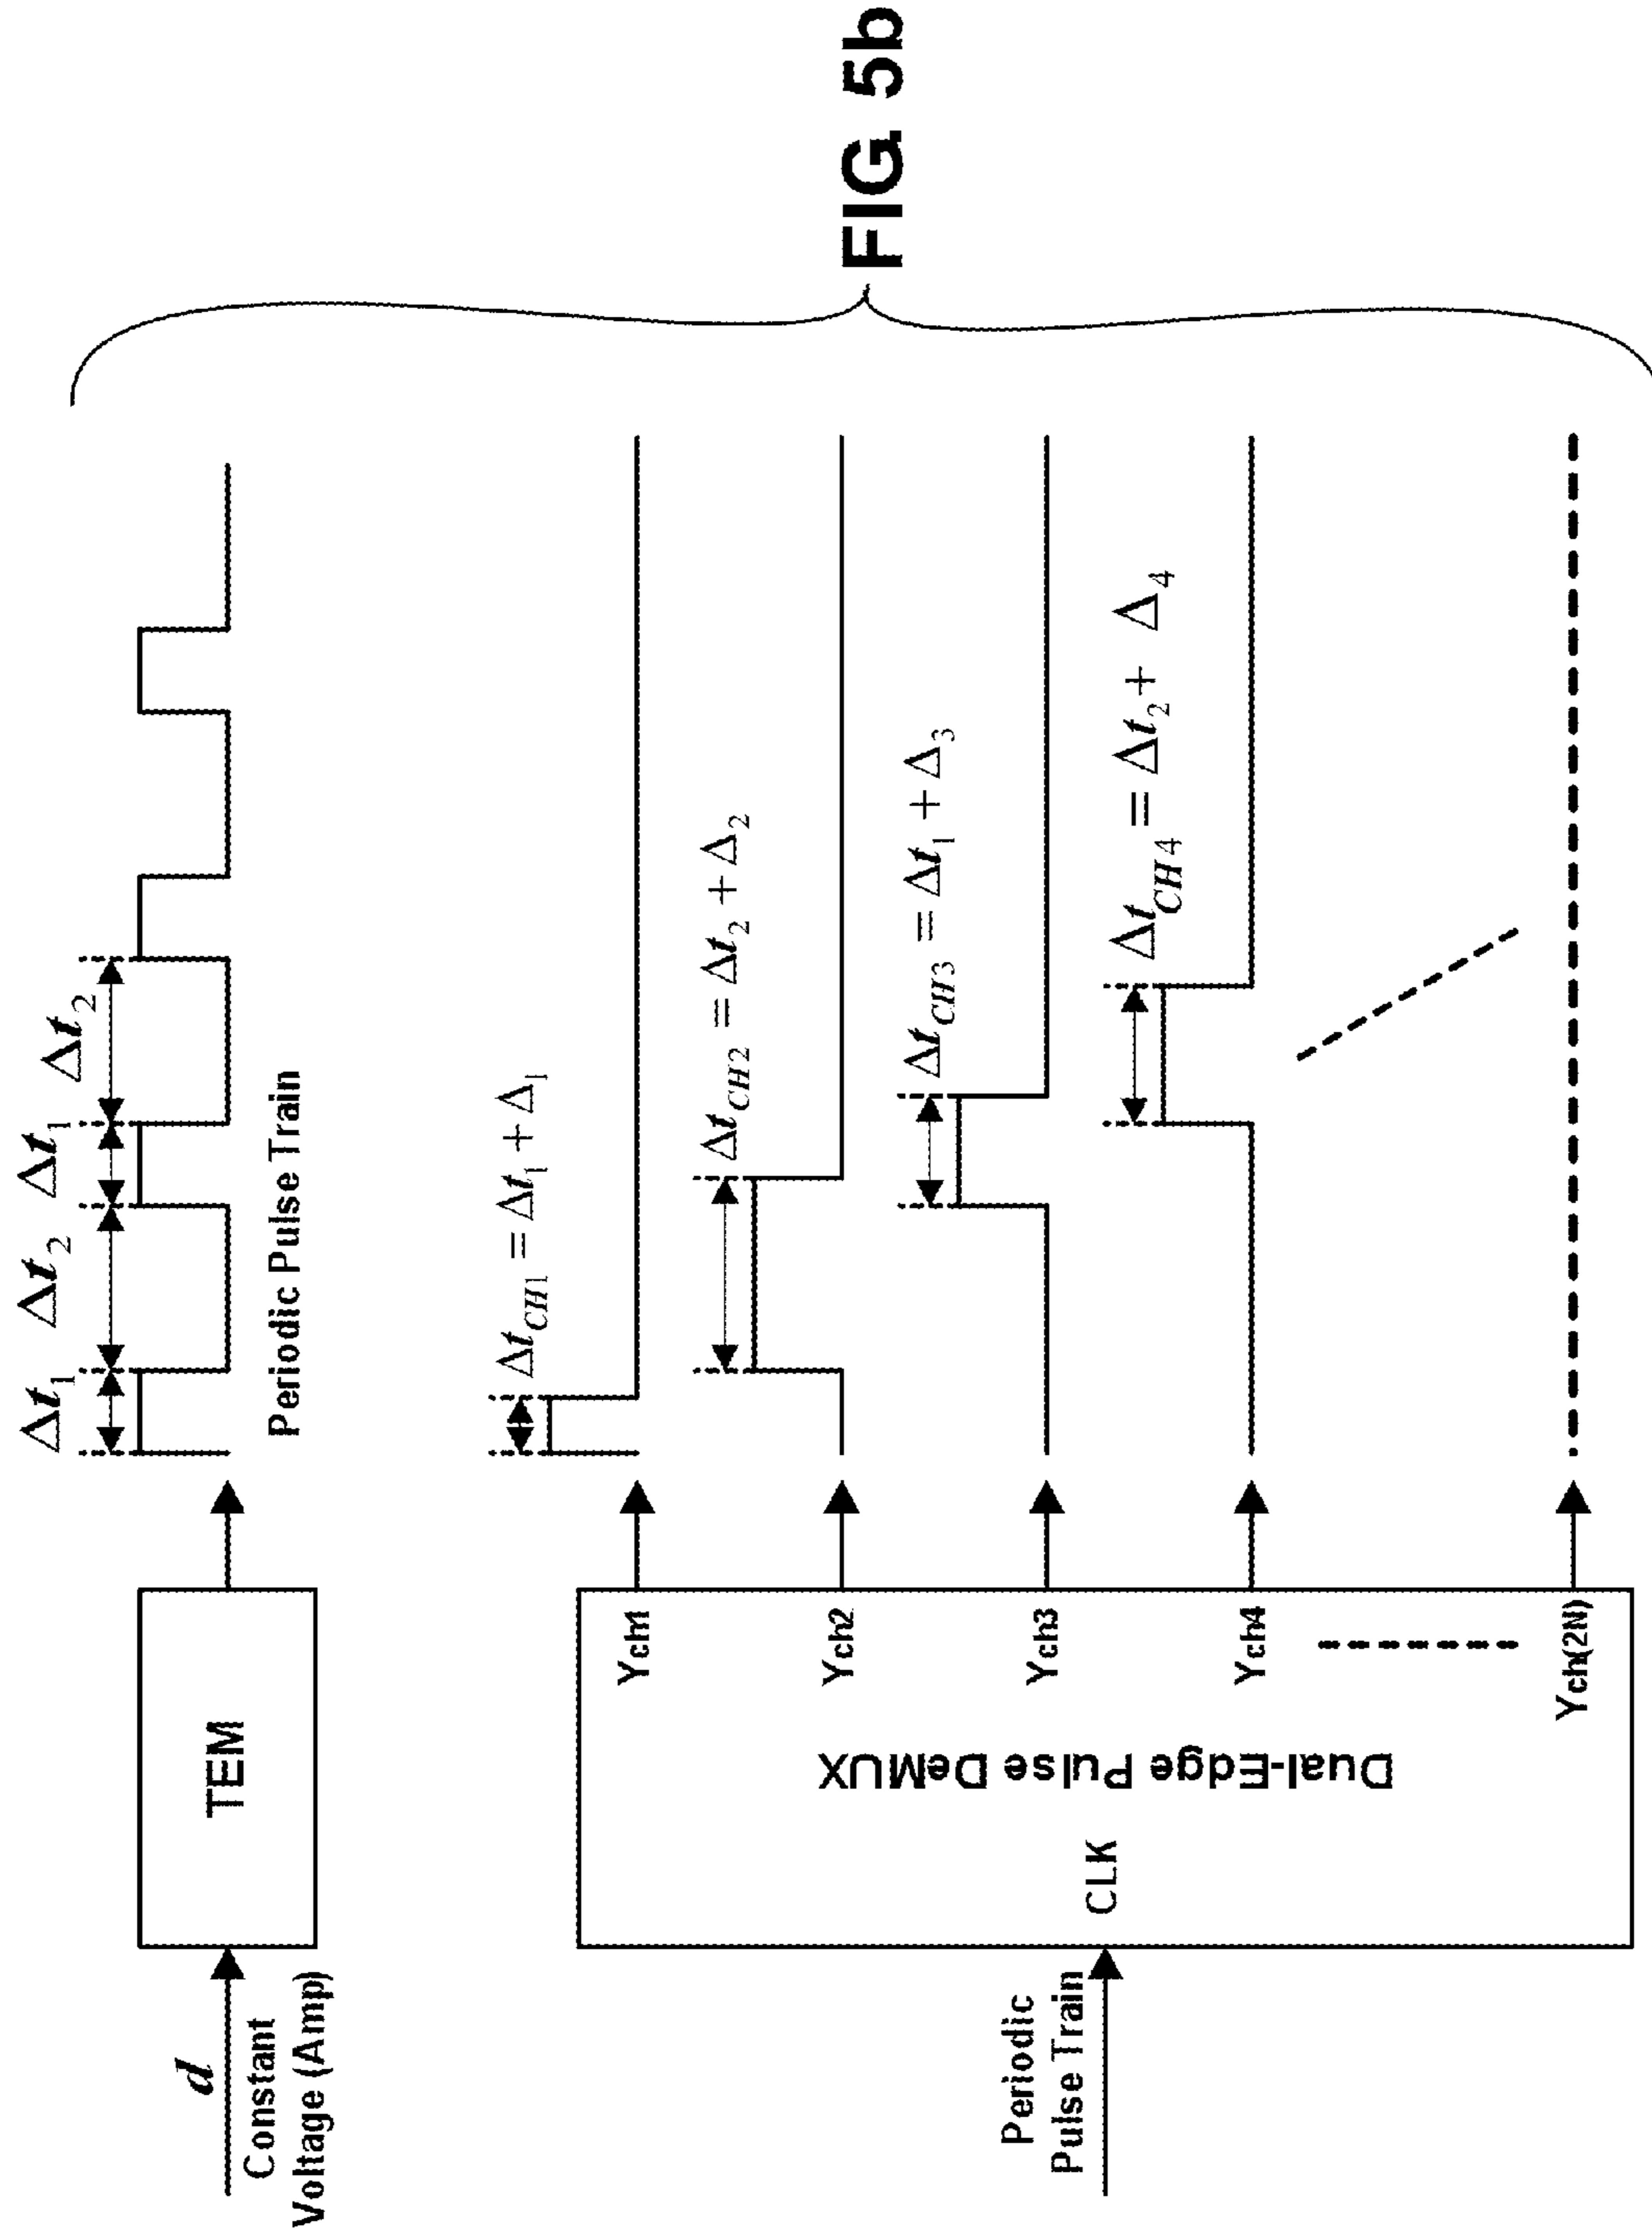 d
Constant
Voltage (Amp)
TEM
Δt₁ Δt₂ Δt₁ Δt₂
Periodic Pulse Train
Periodic
Pulse Train
CLK
Dual-Edge Pulse DeMUX
Ych1
Ych2
Ych3
Ych4
Ych(2N)
Δt_CH1 = Δt₁ + Δ₁
Δt_CH2 = Δt₂ + Δ₂
Δt_CH3 = Δt₁ + Δ₃
Δt_CH4 = Δt₂ + Δ₄
FIG. 5b